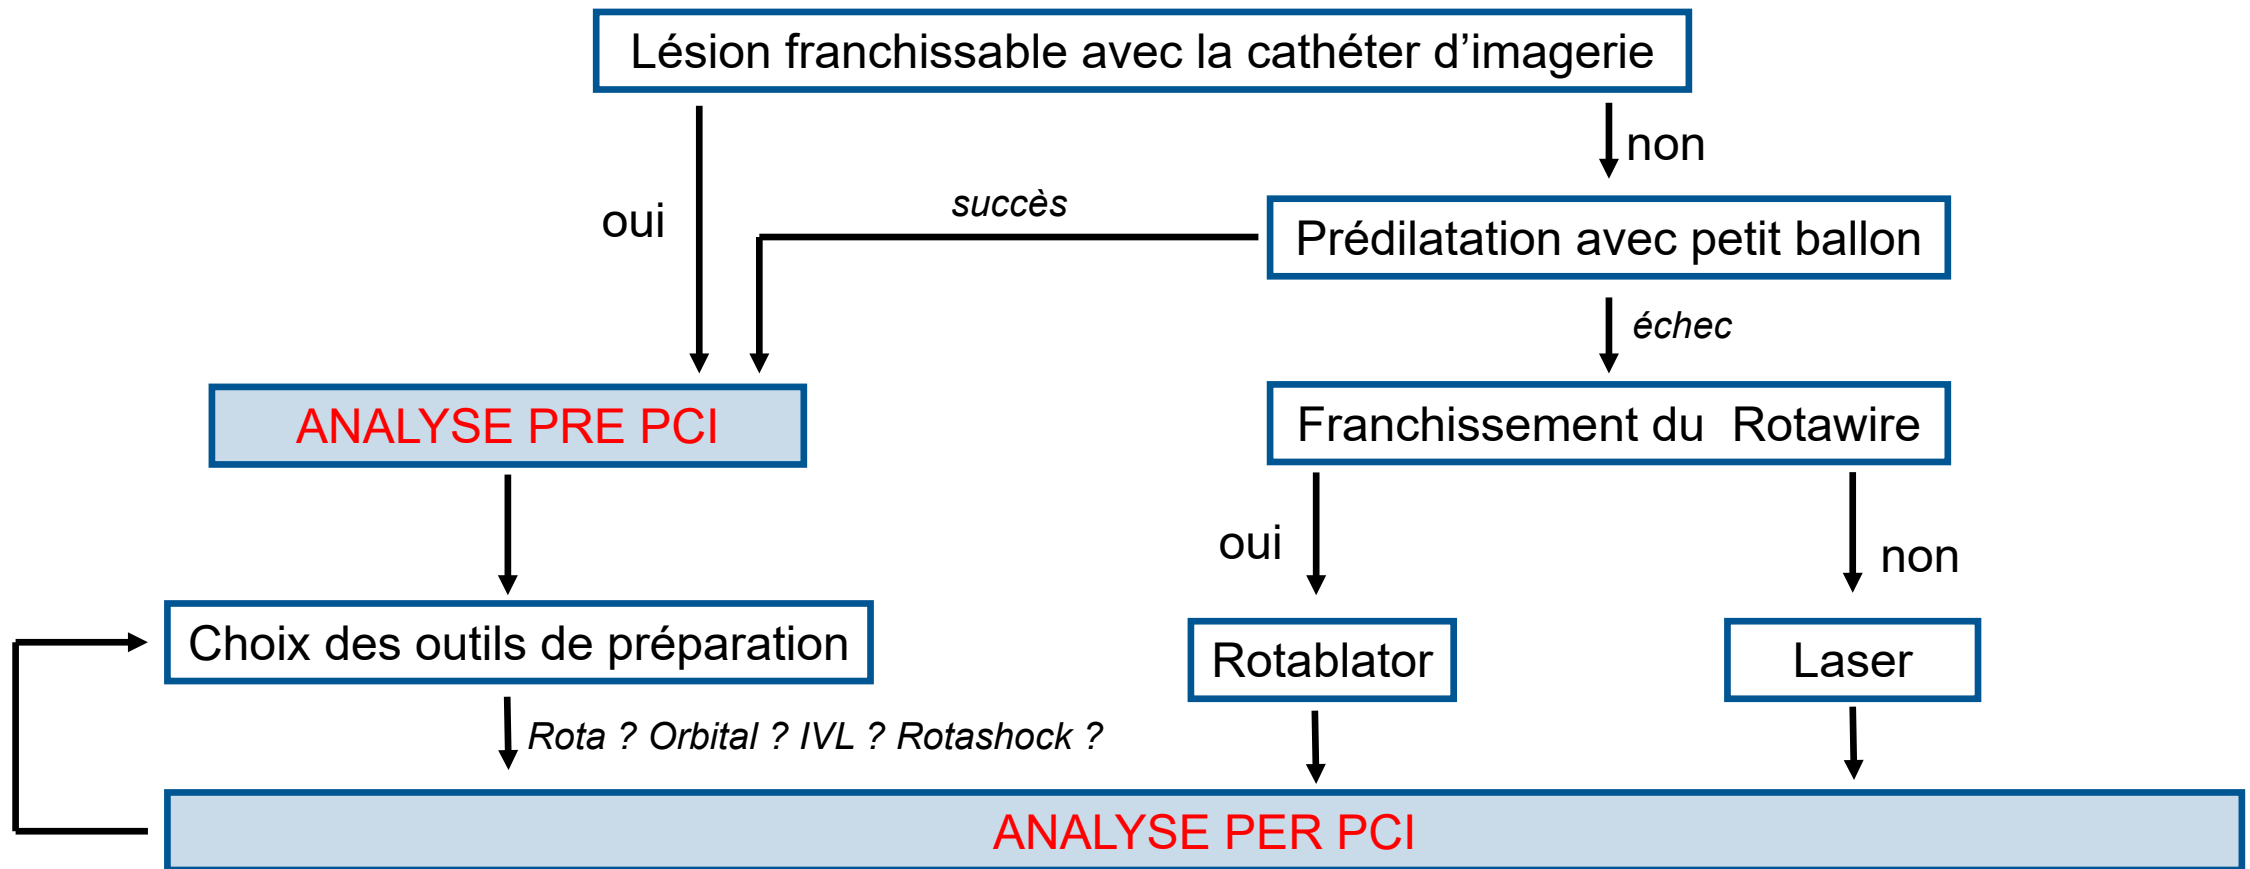 Lésion franchissable avec la cathéter d’imagerie
non
oui
succès
Prédilatation avec petit ballon
échec
ANALYSE PRE PCI
Franchissement du Rotawire
oui
non
Choix des outils de préparation
Rotablator
Laser
Rota ? Orbital ? IVL ? Rotashock ?
ANALYSE PER PCI